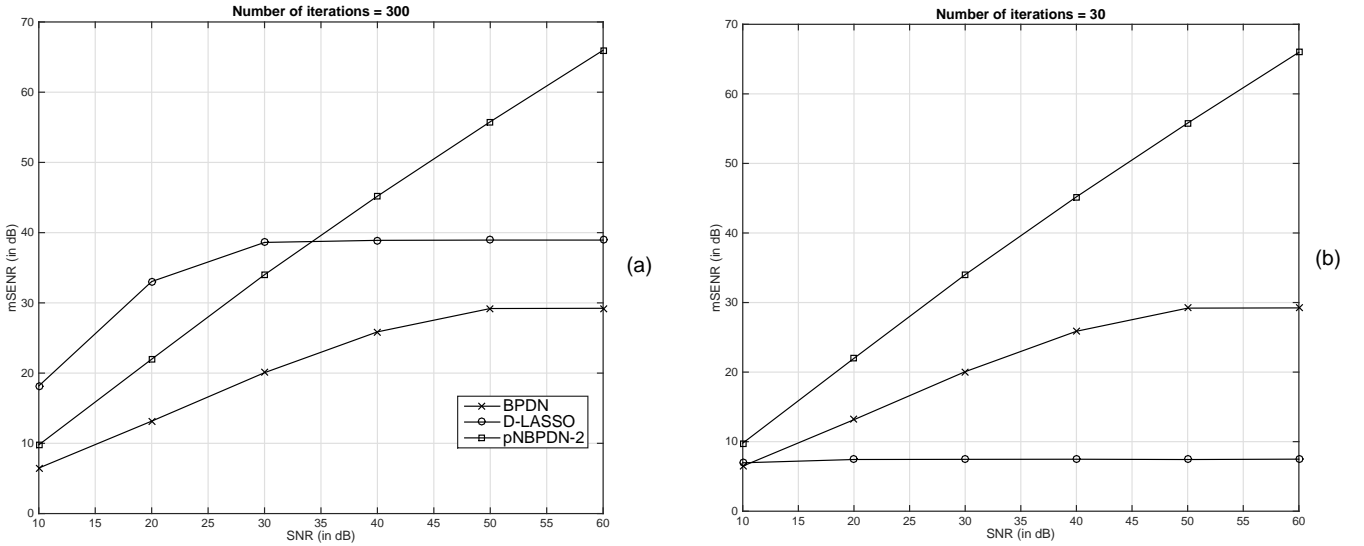 Number of iterations = 300
70
60
50
40
30
20
10
0
mSENR (in dB)
10 15 20 25 30 35 40 45 50 55 60
SNR (in dB)
BPDN
D-LASSO
pNBPDN-2
(a)
Number of iterations = 30
70
60
50
40
30
20
10
0
mSENR (in dB)
10 15 20 25 30 35 40 45 50 55 60
SNR (in dB)
(b)